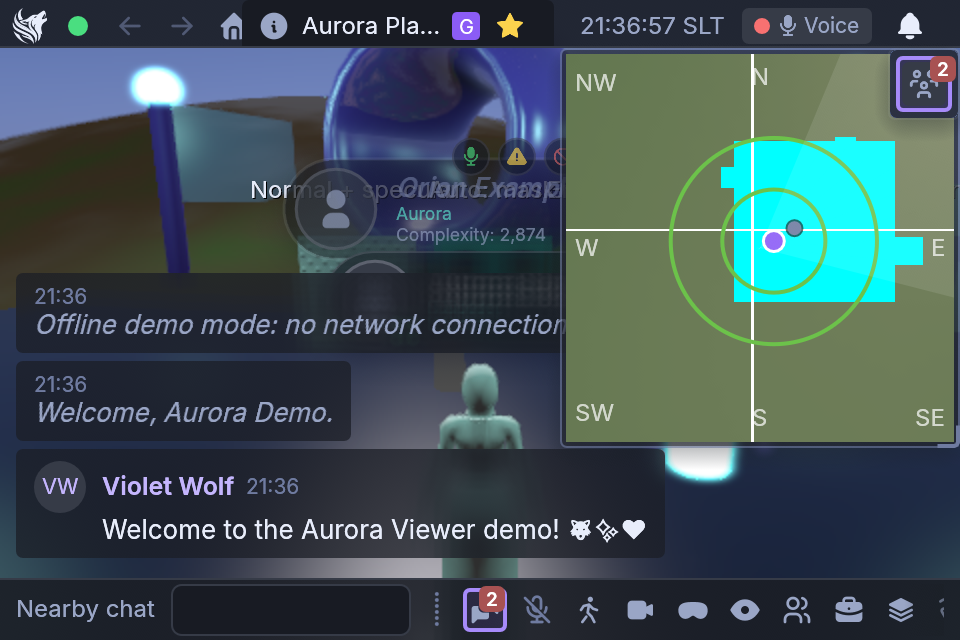 Aurora Pla... G
21:36:57 SLT
Voice
2
NW
N
W
E
SW
S
SE
Aurora
Complexity: 2,874
21:36
Offline demo mode: no network connection
21:36
Welcome, Aurora Demo.
VW
Violet Wolf 21:36
Welcome to the Aurora Viewer demo!
Nearby chat
2